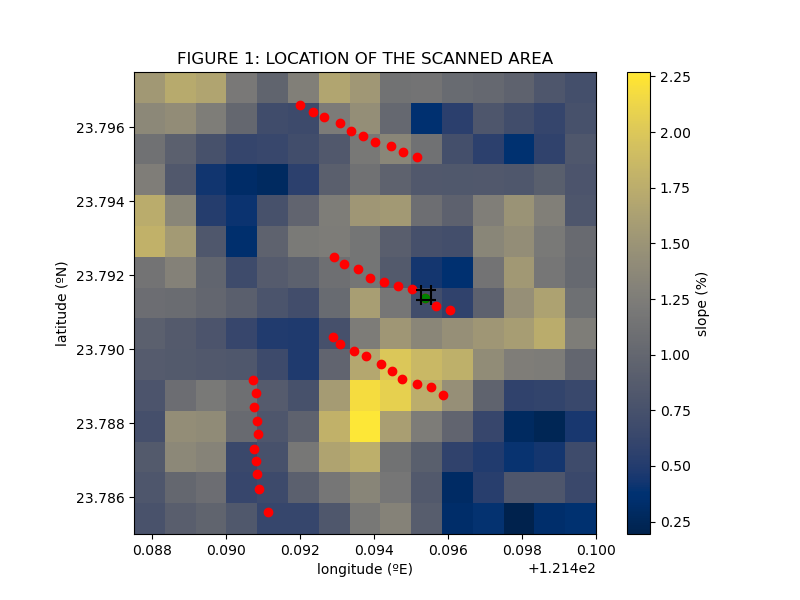 FIGURE 1: LOCATION OF THE SCANNED AREA
23.796
23.794
23.792
23.790
23.788
23.786
latitude (ºN)
0.088 0.090 0.092 0.094 0.096 0.098 0.100
longitude (ºE)
+1.214e2
2.25
2.00
1.75
1.50
1.25
1.00
0.75
0.50
0.25
slope (%)